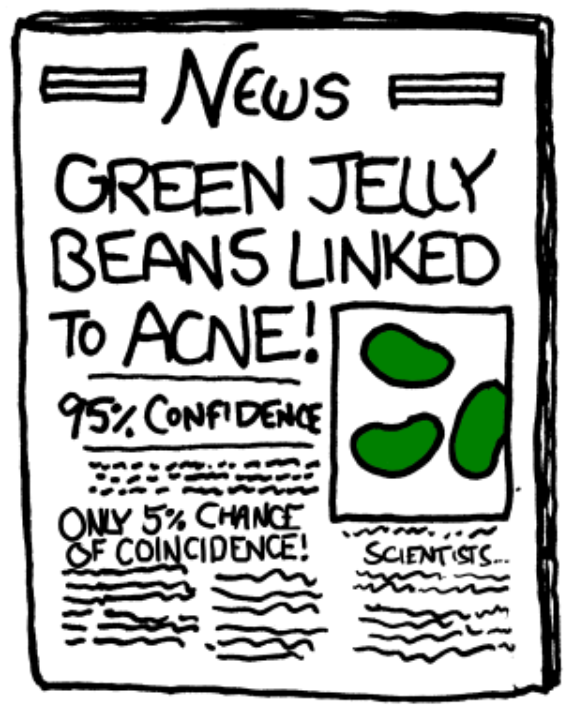 NEWS
GREEN JELLY
BEANS LINKED
TO ACNE!
95% CONFIDENCE
ONLY 5% CHANCE
OF COINCIDENCE!
SCIENTISTS...